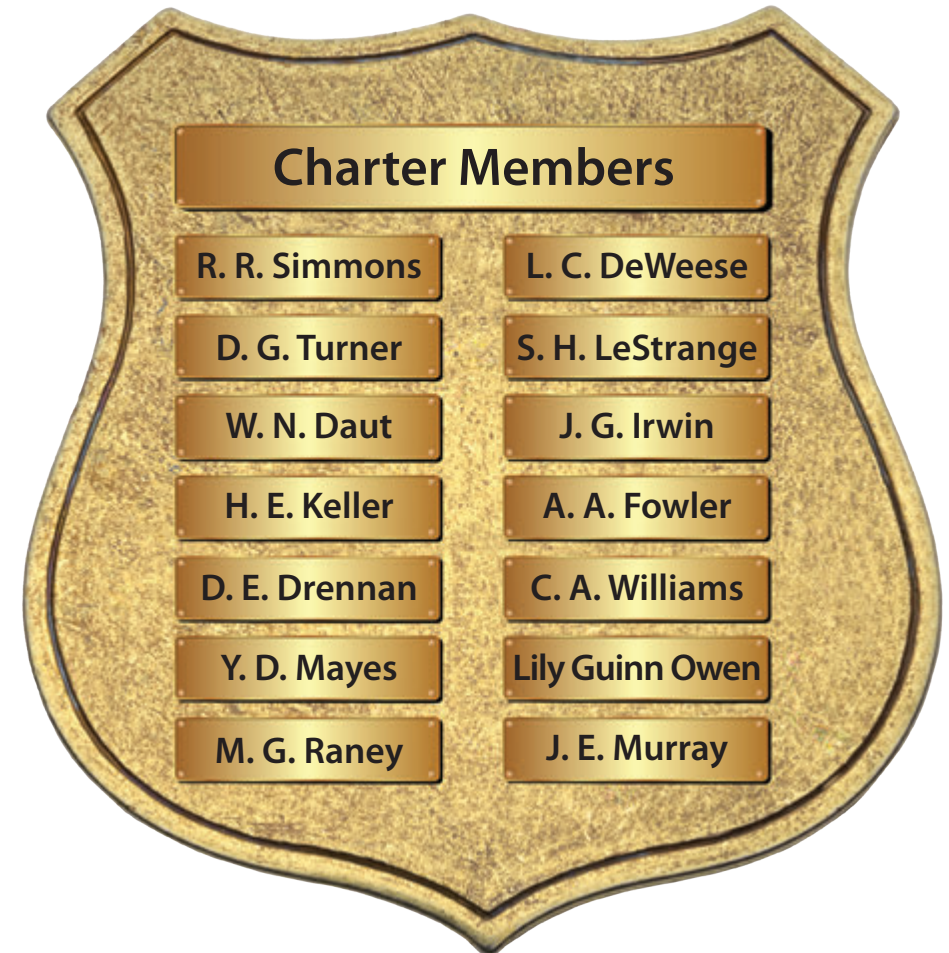 Charter Members
R. R. Simmons
L. C. DeWeese
D. G. Turner
S. H. LeStrange
W. N. Daut
J. G. Irwin
H. E. Keller
A. A. Fowler
D. E. Drennan
C. A. Williams
Y. D. Mayes
Lily Guinn Owen
M. G. Raney
J. E. Murray